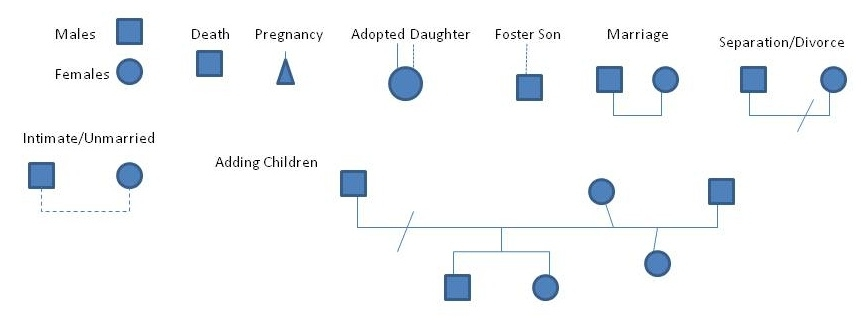 Males
Death
Pregnancy
Adopted Daughter
Foster Son
Marriage
Separation/Divorce
Females
Intimate/Unmarried
Adding Children